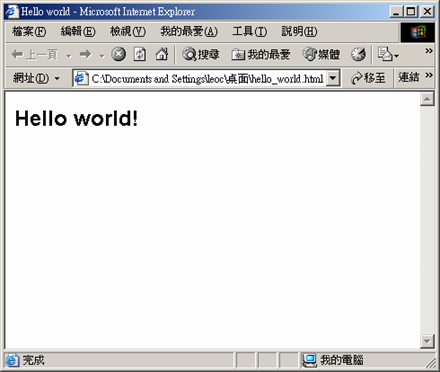 Hello world - Microsoft Internet Explorer
檔案(F) 編輯(E) 檢視(V) 我的最愛(A) 工具(T) 說明(H)
上一頁 搜尋 我的最愛 媒體 »
網址(D) C:\Documents and Settings\leoc\桌面\hello_world.html 移至 連結 »
Hello world!
完成 我的電腦